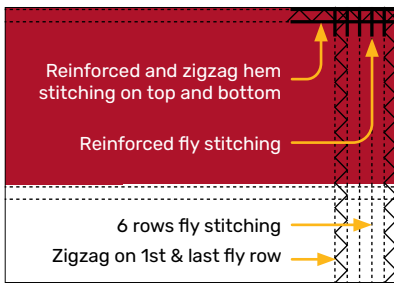 Reinforced and zigzag hem
stitching on top and bottom
Reinforced fly stitching
6 rows fly stitching
Zigzag on 1st & last fly row